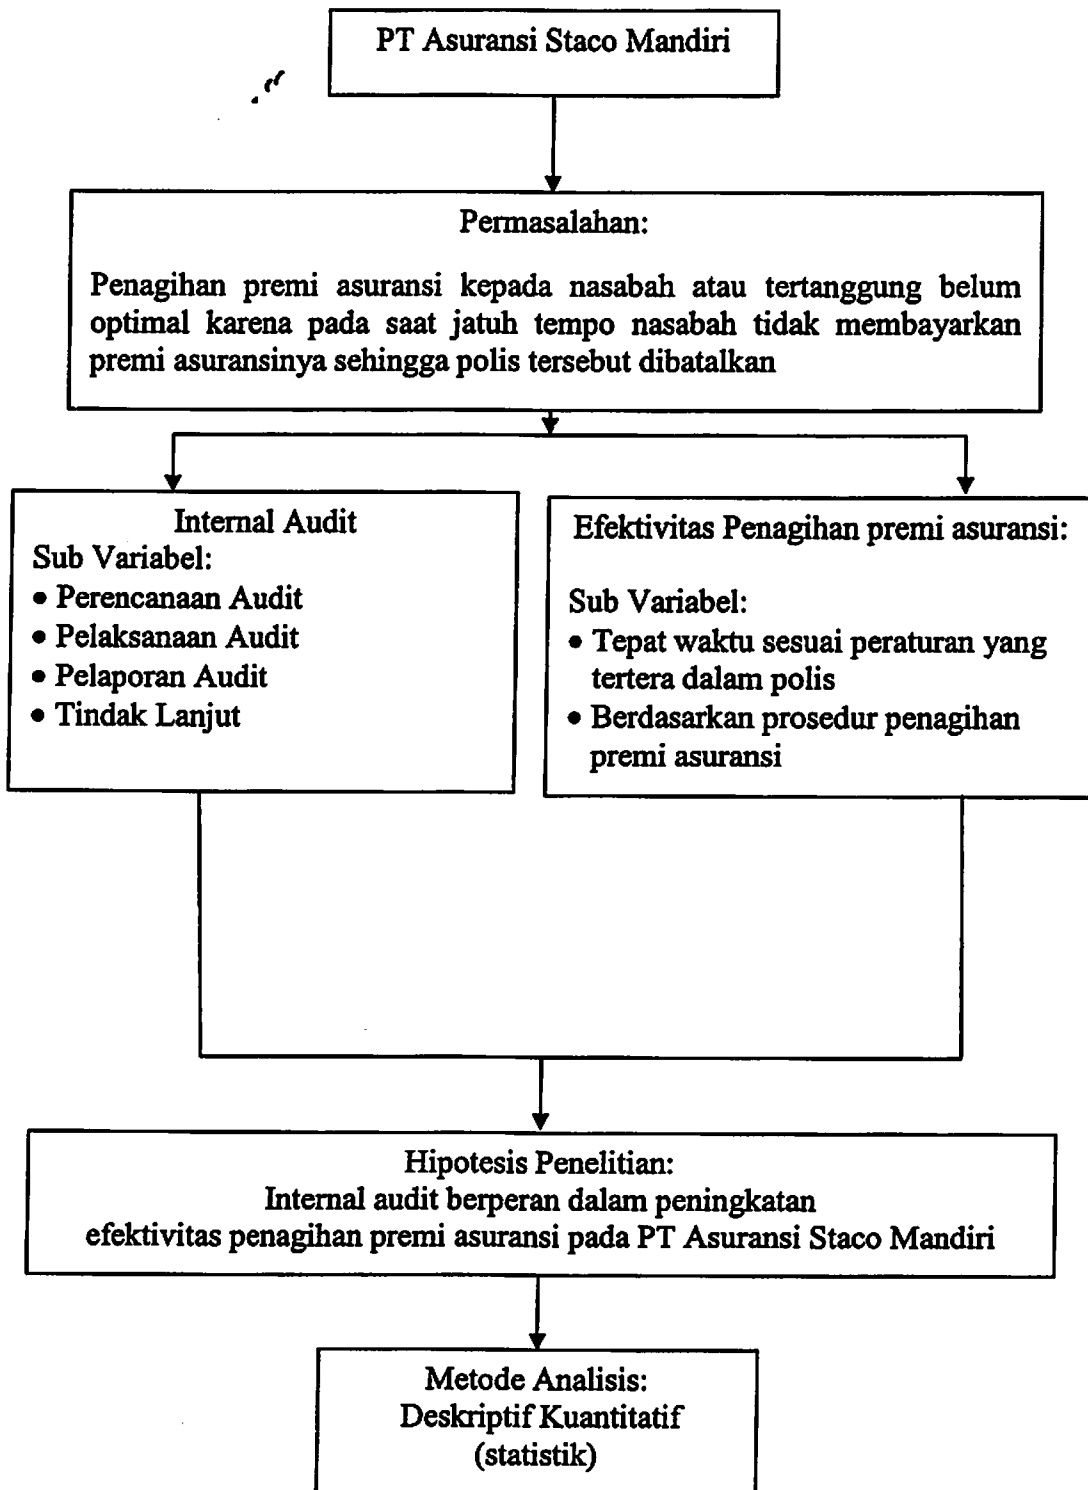 PT Asuransi Staco Mandiri
Permasalahan:
Penagihan premi asuransi kepada nasabah atau tertanggung belum
optimal karena pada saat jatuh tempo nasabah tidak membayarkan
premi asuransinya sehingga polis tersebut dibatalkan
Internal Audit
Sub Variabel:
• Perencanaan Audit
• Pelaksanaan Audit
• Pelaporan Audit
• Tindak Lanjut
Efektivitas Penagihan premi asuransi:
Sub Variabel:
• Tepat waktu sesuai peraturan yang
tertera dalam polis
• Berdasarkan prosedur penagihan
premi asuransi
Hipotesis Penelitian:
Internal audit berperan dalam peningkatan
efektivitas penagihan premi asuransi pada PT Asuransi Staco Mandiri
Metode Analisis:
Deskriptif Kuantitatif
(statistik)